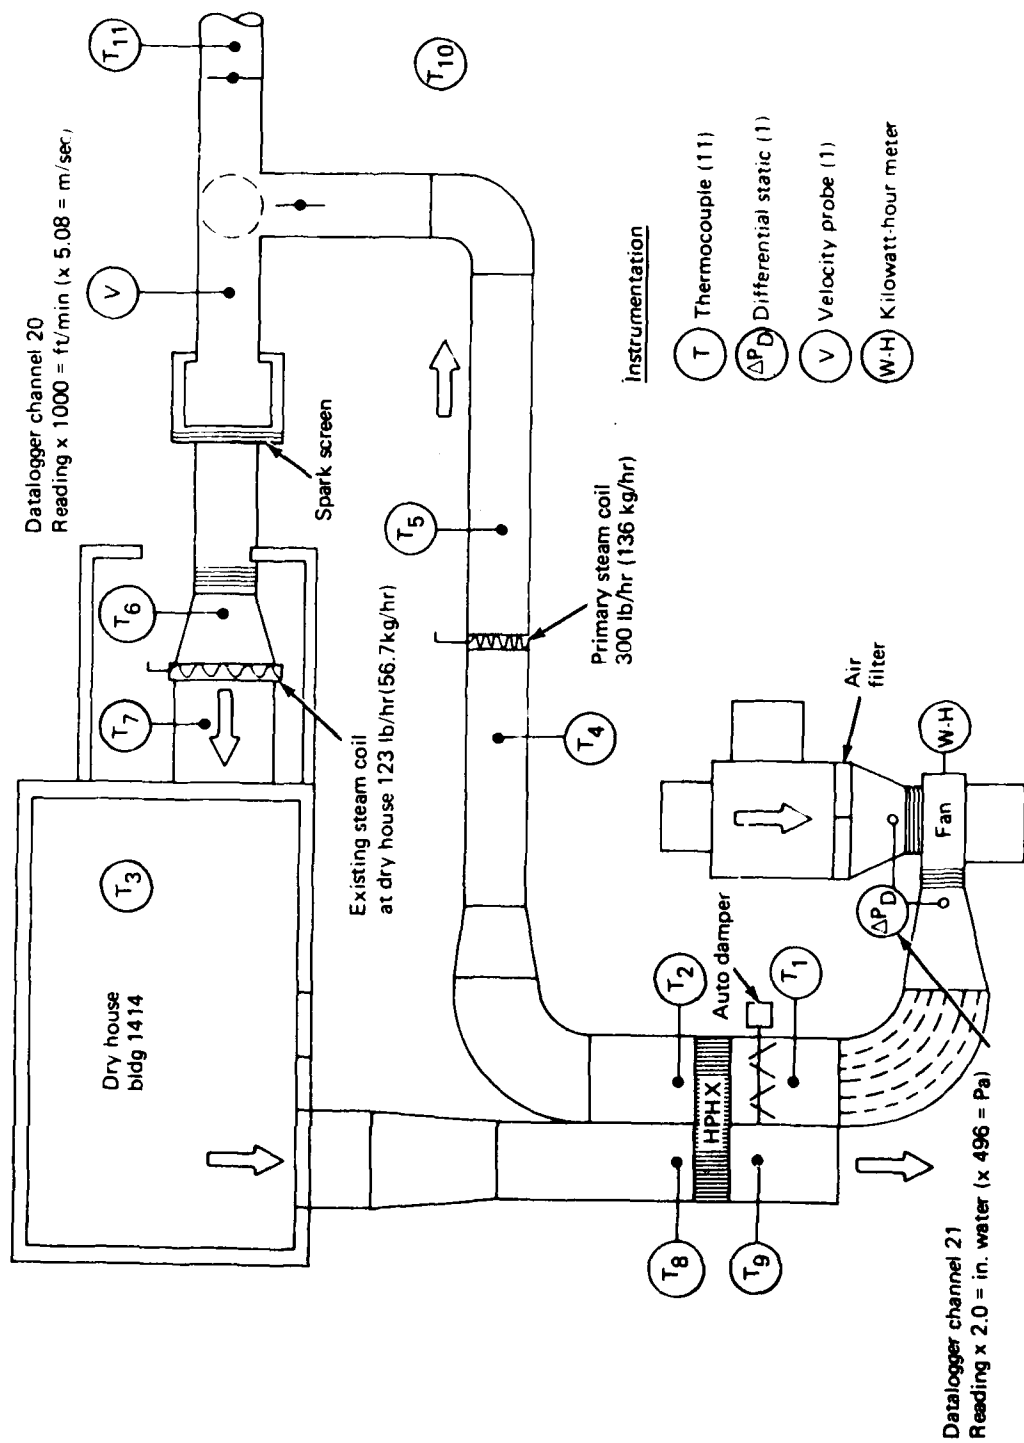 Datalogger channel 20
Reading x 1000 = ft/min (x 5.08 = m/sec)
T11
V
T10
T6
T7
T3
Dry house
bldg 1414
Spark screen
Existing steam coil
at dry house 123 lb/hr(56.7kg/hr)
T5
Primary steam coil
300 lb/hr (136 kg/hr)
T4
T2
Auto damper
T1
HPHX
T8
T9
Air
filter
Fan
W-H
ΔPD
Datalogger channel 21
Reading x 2.0 = in. water (x 496 = Pa)
Instrumentation
T Thermocouple (11)
ΔPD Differential static (1)
V Velocity probe (1)
W-H Kilowatt-hour meter